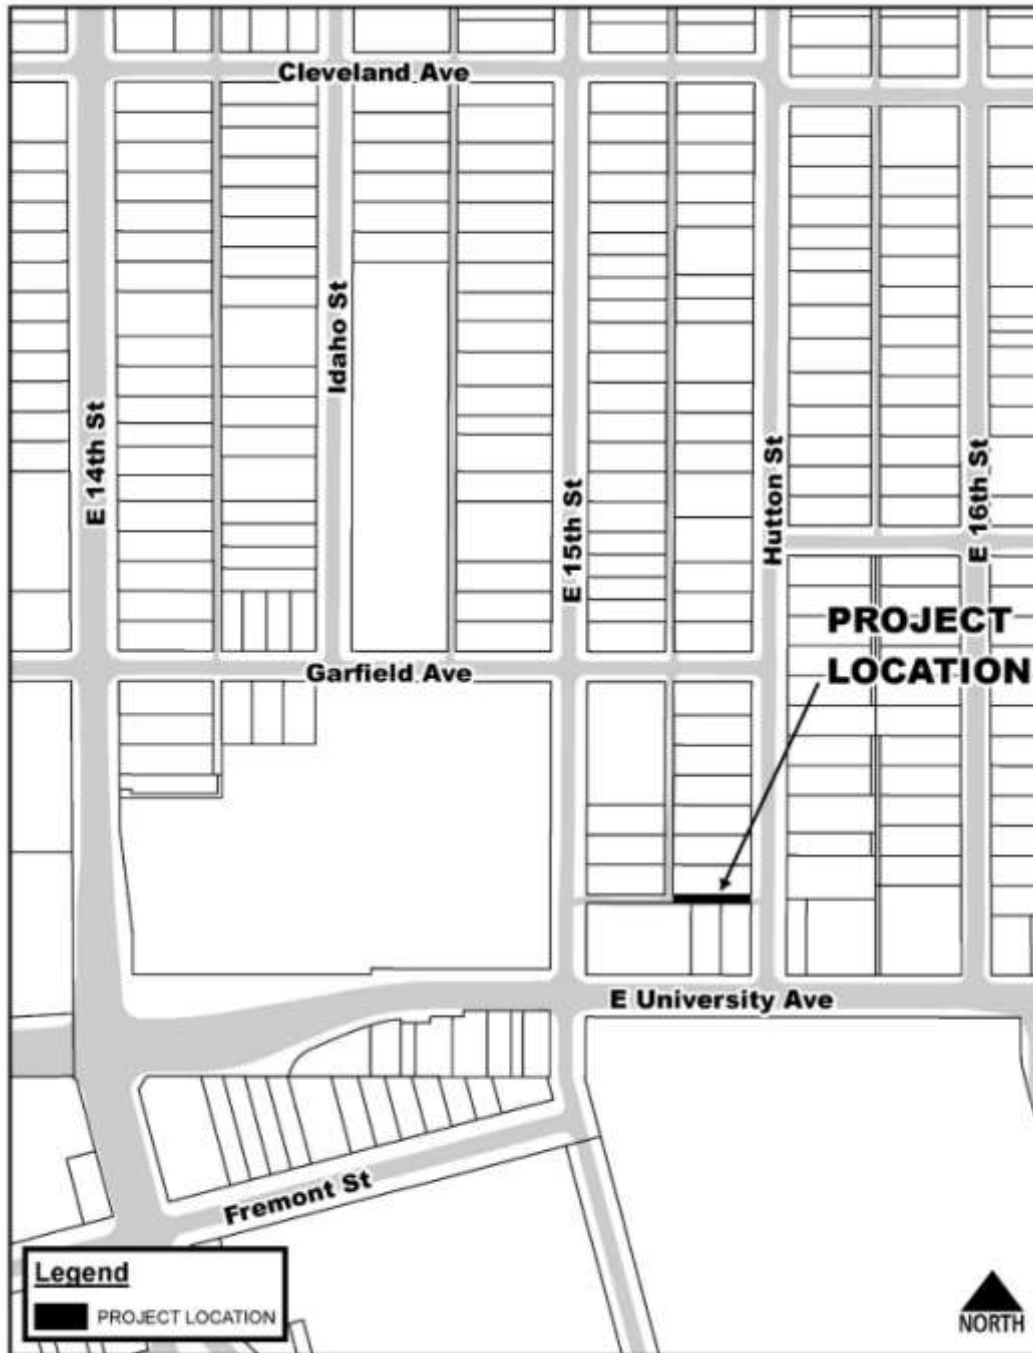 Cleveland Ave
Idaho St
E 14th St
E 15th St
Hutton St
E 16th St
PROJECT
LOCATION
Garfield Ave
E University Ave
Fremont St
Legend
PROJECT LOCATION
NORTH